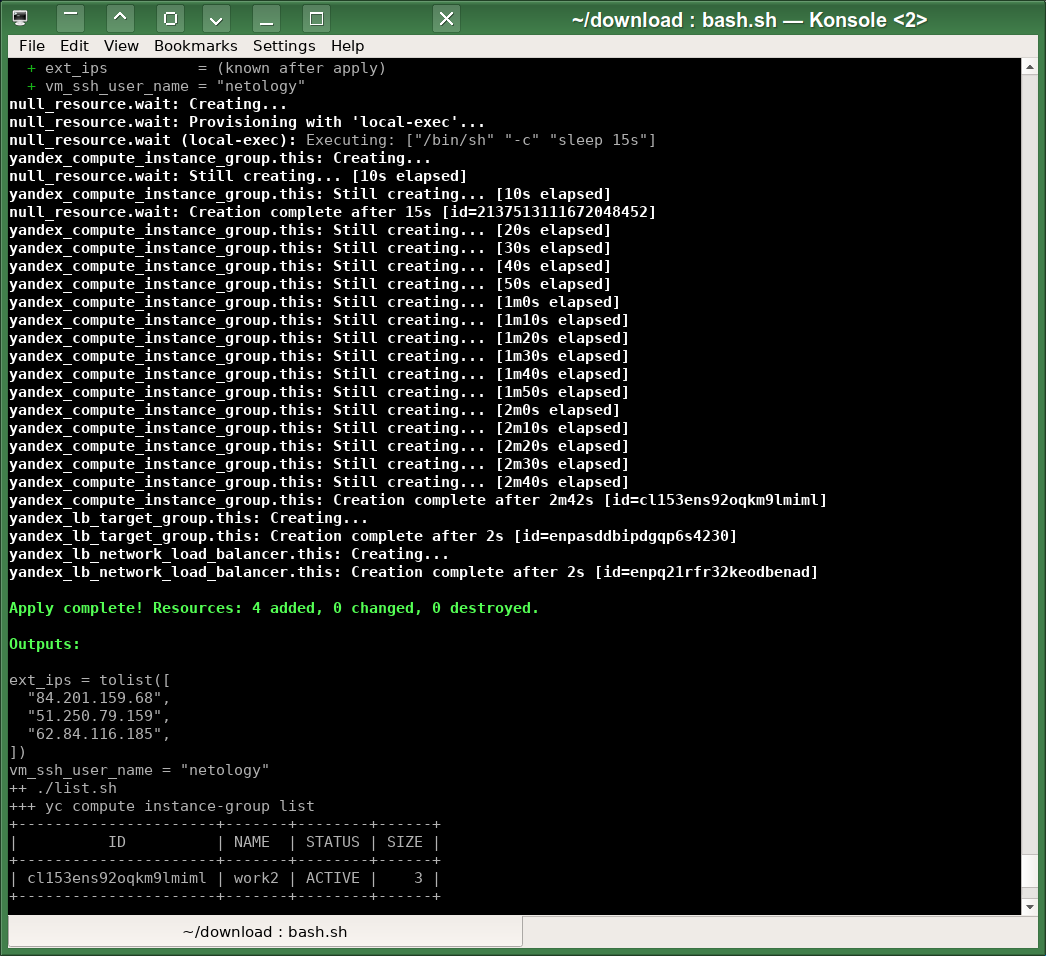 ~/download : bash.sh — Konsole <2>
File Edit View Bookmarks Settings Help
  + ext_ips          = (known after apply)
  + vm_ssh_user_name = "netology"
null_resource.wait: Creating...
null_resource.wait: Provisioning with 'local-exec'...
null_resource.wait (local-exec): Executing: ["/bin/sh" "-c" "sleep 15s"]
yandex_compute_instance_group.this: Creating...
null_resource.wait: Still creating... [10s elapsed]
yandex_compute_instance_group.this: Still creating... [10s elapsed]
null_resource.wait: Creation complete after 15s [id=2137513111672048452]
yandex_compute_instance_group.this: Still creating... [20s elapsed]
yandex_compute_instance_group.this: Still creating... [30s elapsed]
yandex_compute_instance_group.this: Still creating... [40s elapsed]
yandex_compute_instance_group.this: Still creating... [50s elapsed]
yandex_compute_instance_group.this: Still creating... [1m0s elapsed]
yandex_compute_instance_group.this: Still creating... [1m10s elapsed]
yandex_compute_instance_group.this: Still creating... [1m20s elapsed]
yandex_compute_instance_group.this: Still creating... [1m30s elapsed]
yandex_compute_instance_group.this: Still creating... [1m40s elapsed]
yandex_compute_instance_group.this: Still creating... [1m50s elapsed]
yandex_compute_instance_group.this: Still creating... [2m0s elapsed]
yandex_compute_instance_group.this: Still creating... [2m10s elapsed]
yandex_compute_instance_group.this: Still creating... [2m20s elapsed]
yandex_compute_instance_group.this: Still creating... [2m30s elapsed]
yandex_compute_instance_group.this: Still creating... [2m40s elapsed]
yandex_compute_instance_group.this: Creation complete after 2m42s [id=cl153ens92oqkm9lmiml]
yandex_lb_target_group.this: Creating...
yandex_lb_target_group.this: Creation complete after 2s [id=enpasddbipdgqp6s4230]
yandex_lb_network_load_balancer.this: Creating...
yandex_lb_network_load_balancer.this: Creation complete after 2s [id=enpq21rfr32keodbenad]
Apply complete! Resources: 4 added, 0 changed, 0 destroyed.
Outputs:
ext_ips = tolist([
  "84.201.159.68",
  "51.250.79.159",
  "62.84.116.185",
])
vm_ssh_user_name = "netology"
++ ./list.sh
+++ yc compute instance-group list
+----------------------+-------+--------+------+
|          ID          | NAME  | STATUS | SIZE |
+----------------------+-------+--------+------+
| cl153ens92oqkm9lmiml | work2 | ACTIVE |    3 |
+----------------------+-------+--------+------+
~/download : bash.sh